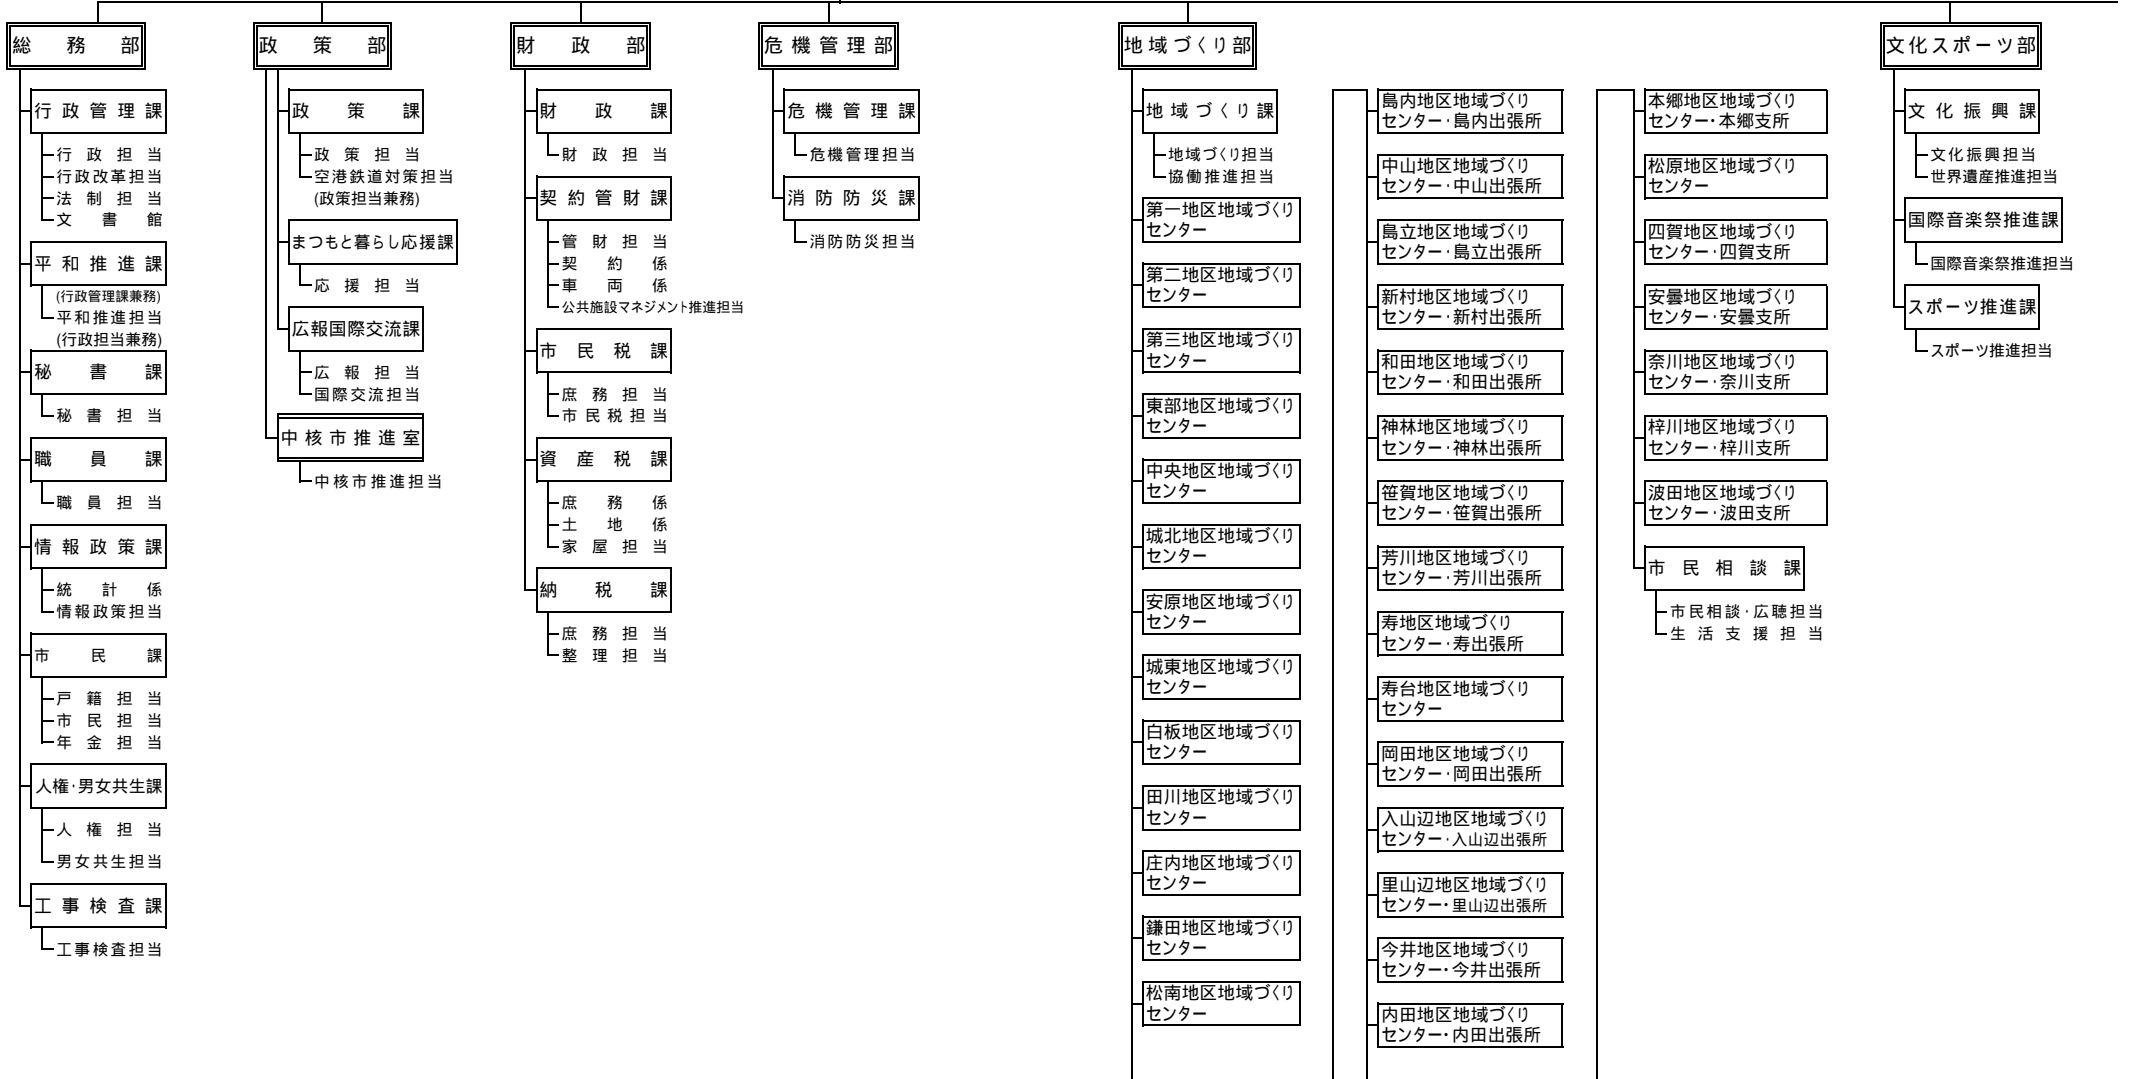 総務部
行政管理課
行政担当
行政改革担当
法制担当
文書館
平和推進課
(行政管理課兼務)
平和推進担当
(行政担当兼務)
秘書課
秘書担当
職員課
職員担当
情報政策課
統計係
情報政策担当
市民課
戸籍担当
市民担当
年金担当
人権・男女共生課
人権担当
男女共生担当
工事検査課
工事検査担当
政策部
政策課
政策担当
空港鉄道対策担当
(政策担当兼務)
まつもと暮らし応援課
応援担当
広報国際交流課
広報担当
国際交流担当
中核市推進室
中核市推進担当
財政部
財政課
財政担当
契約管財課
管財担当
契約係
車両係
公共施設マネジメント推進担当
市民税課
庶務担当
市民税担当
資産税課
庶務係
土地係
家屋担当
納税課
庶務担当
整理担当
危機管理部
危機管理課
危機管理担当
消防防災課
消防防災担当
地域づくり部
地域づくり課
地域づくり担当
協働推進担当
第一地区地域づくり
センター
第二地区地域づくり
センター
第三地区地域づくり
センター
東部地区地域づくり
センター
中央地区地域づくり
センター
城北地区地域づくり
センター
安原地区地域づくり
センター
城東地区地域づくり
センター
白板地区地域づくり
センター
田川地区地域づくり
センター
庄内地区地域づくり
センター
鎌田地区地域づくり
センター
松南地区地域づくり
センター
島内地区地域づくり
センター・島内出張所
中山地区地域づくり
センター・中山出張所
島立地区地域づくり
センター・島立出張所
新村地区地域づくり
センター・新村出張所
和田地区地域づくり
センター・和田出張所
神林地区地域づくり
センター・神林出張所
笹賀地区地域づくり
センター・笹賀出張所
芳川地区地域づくり
センター・芳川出張所
寿地区地域づくり
センター・寿出張所
寿台地区地域づくり
センター
岡田地区地域づくり
センター・岡田出張所
入山辺地区地域づくり
センター・入山辺出張所
里山辺地区地域づくり
センター・里山辺出張所
今井地区地域づくり
センター・今井出張所
内田地区地域づくり
センター・内田出張所
本郷地区地域づくり
センター・本郷支所
松原地区地域づくり
センター
四賀地区地域づくり
センター・四賀支所
安曇地区地域づくり
センター・安曇支所
奈川地区地域づくり
センター・奈川支所
梓川地区地域づくり
センター・梓川支所
波田地区地域づくり
センター・波田支所
市民相談課
市民相談・広聴担当
生活支援担当
文化スポーツ部
文化振興課
文化振興担当
世界遺産推進担当
国際音楽祭推進課
国際音楽祭推進担当
スポーツ推進課
スポーツ推進担当